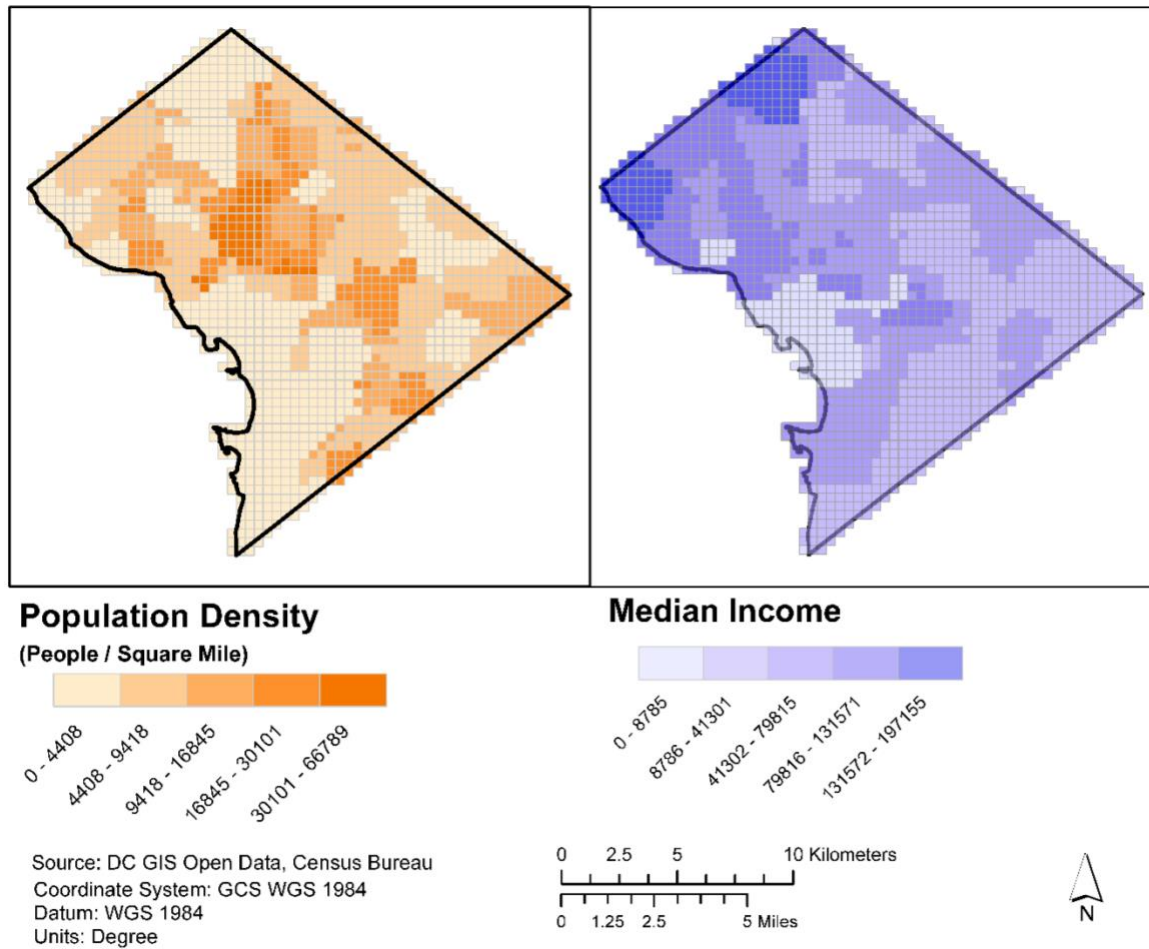 Population Density
(People / Square Mile)
0 - 4408
4408 - 9418
9418 - 16845
16845 - 30101
30101 - 66789
Median Income
0 - 8785
8786 - 41301
41302 - 79815
79816 - 131571
131572 - 197155
Source: DC GIS Open Data, Census Bureau
Coordinate System: GCS WGS 1984
Datum: WGS 1984
Units: Degree
0 2.5 5 10 Kilometers
0 1.25 2.5 5 Miles
N